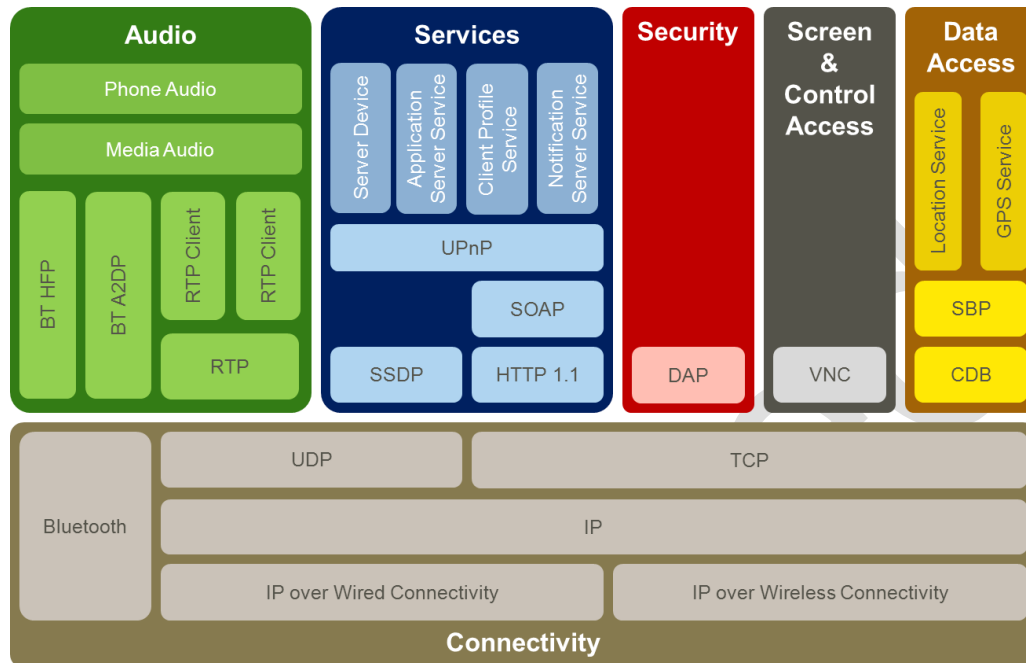 Audio
Phone Audio
Media Audio
BT HFP
BT A2DP
RTP Client
RTP Client
RTP
Services
Server Device
Application
Server Service
Client Profile
Service
Notification
Server Service
UPnP
SOAP
SSDP
HTTP 1.1
Security
DAP
Screen
&
Control
Access
VNC
Data
Access
Location Service
GPS Service
SBP
CDB
Bluetooth
UDP
TCP
IP
IP over Wired Connectivity
IP over Wireless Connectivity
Connectivity